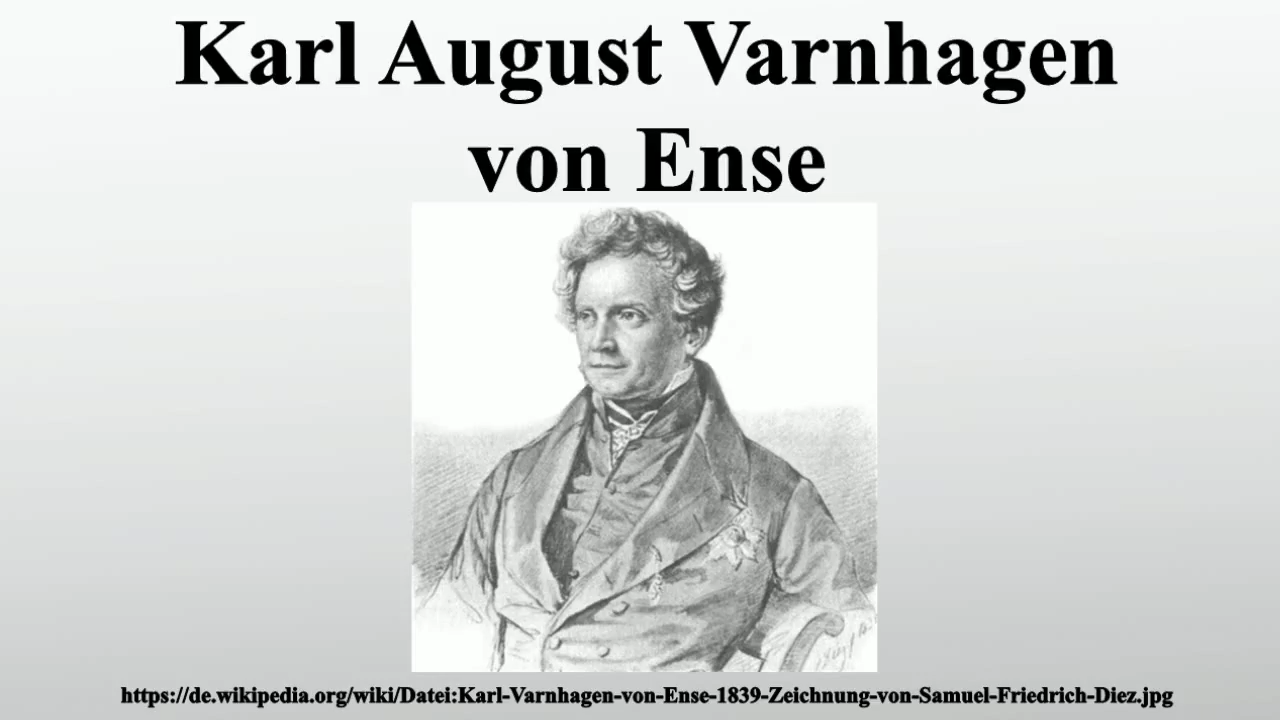 Karl August Varnhagen
von Ense
https://de.wikipedia.org/wiki/Datei:Karl-Varnhagen-von-Ense-1839-Zeichnung-von-Samuel-Friedrich-Diez.jpg